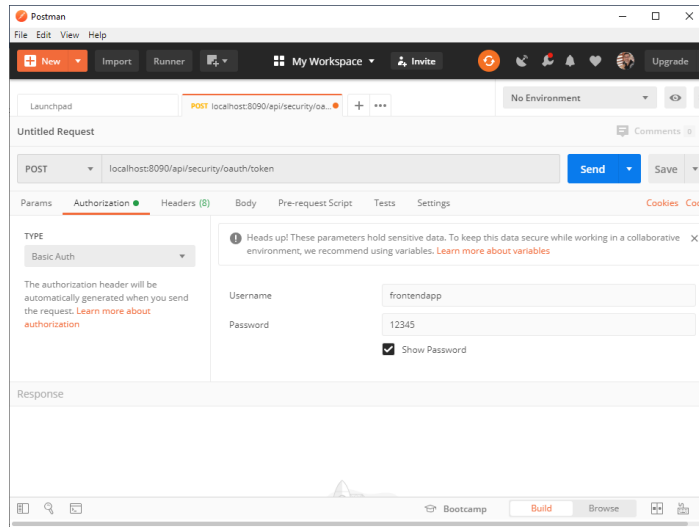 Postman
File Edit View Help
New Import Runner My Workspace Invite Upgrade
Launchpad POST localhost:8090/api/security/oa... + ••• No Environment
Untitled Request Comments 0
POST localhost:8090/api/security/oauth/token Send Save
Params Authorization Headers (8) Body Pre-request Script Tests Settings Cookies
TYPE
Basic Auth
The authorization header will be
automatically generated when you send
the request. Learn more about
authorization
Heads up! These parameters hold sensitive data. To keep this data secure while working in a collaborative
environment, we recommend using variables. Learn more about variables
Username frontendapp
Password 12345
Show Password
Response
Bootcamp Build Browse